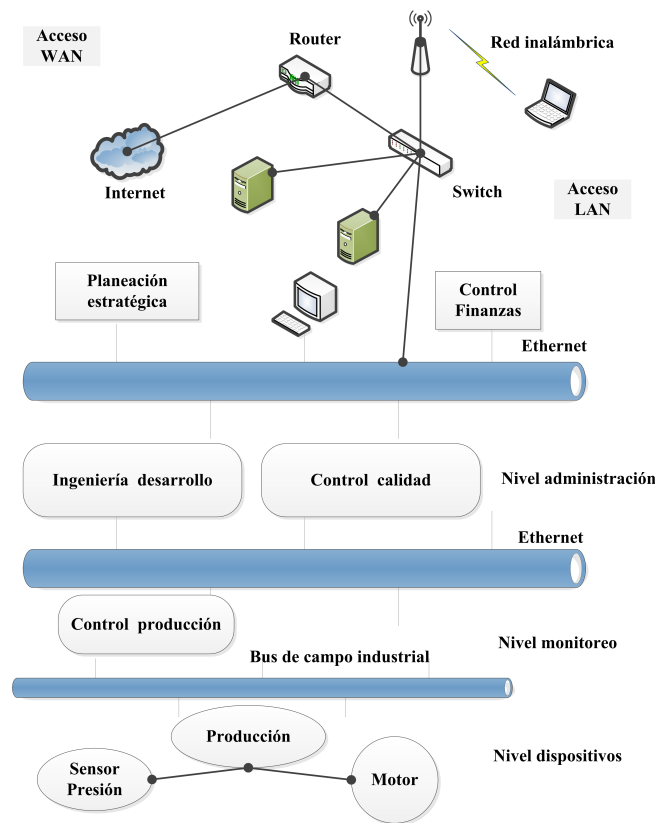 Acceso
WAN
Router
Red inalámbrica
Internet
Switch
Acceso
LAN
Planeación
estratégica
Control
Finanzas
Ethernet
Ingeniería desarrollo
Control calidad
Nivel administración
Ethernet
Control producción
Nivel monitoreo
Bus de campo industrial
Producción
Nivel dispositivos
Sensor
Presión
Motor